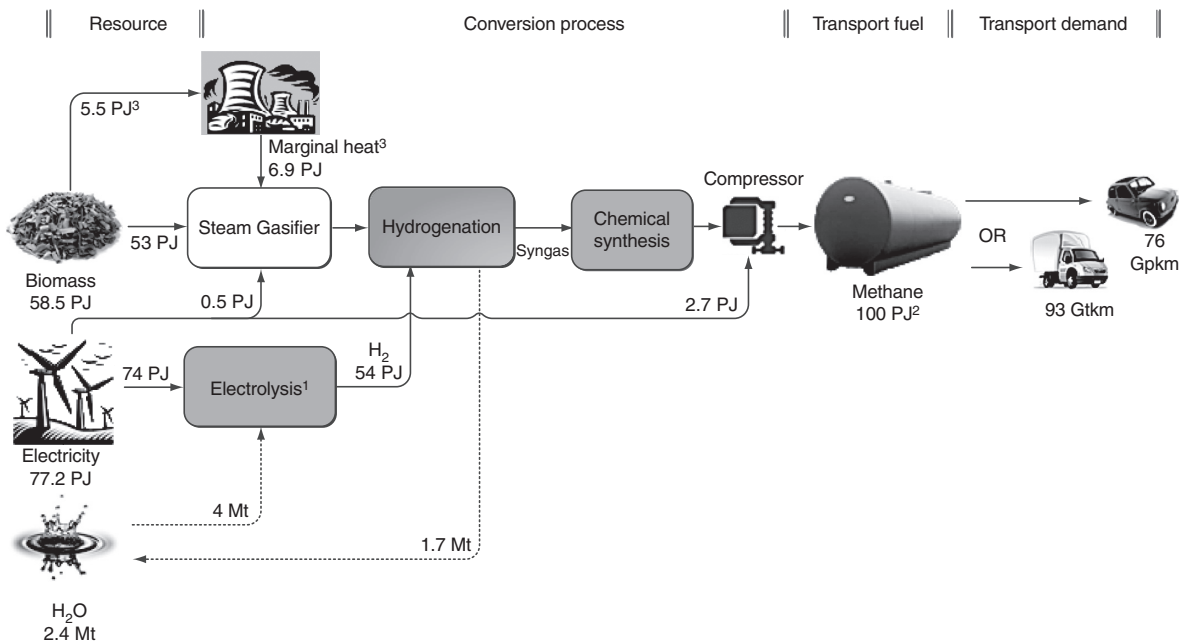 Resource
Conversion process
Transport fuel
Transport demand
5.5 PJ³
Marginal heat³
6.9 PJ
Biomass
58.5 PJ
53 PJ
Steam Gasifier
Hydrogenation
Syngas
Chemical
synthesis
Compressor
Methane
100 PJ²
OR
76
Gpkm
93 Gtkm
0.5 PJ
2.7 PJ
Electricity
77.2 PJ
74 PJ
Electrolysis¹
H₂
54 PJ
4 Mt
1.7 Mt
H₂O
2.4 Mt